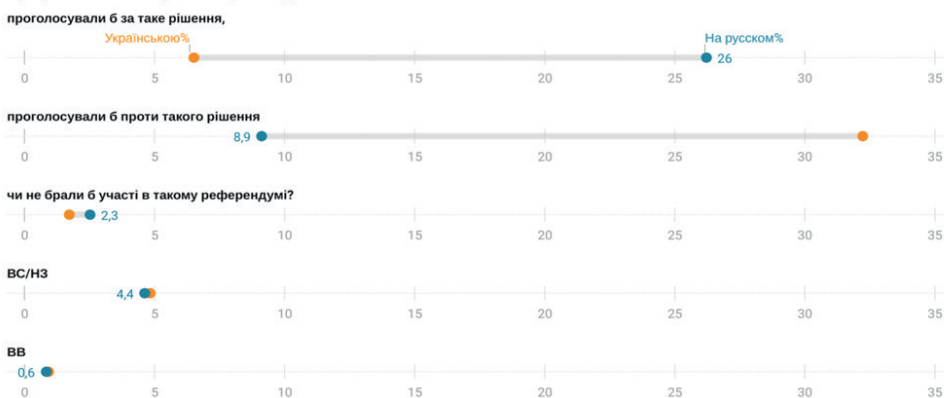 проголосували б за таке рішення,
Українською% На русском%
26
0 5 10 15 20 25 30 35
проголосували б проти такого рішення
8,9
0 5 10 15 20 25 30 35
чи не брали б участі в такому референдумі?
2,3
0 5 10 15 20 25 30 35
ВС/НЗ
4,4
0 5 10 15 20 25 30 35
ВВ
0,6
0 5 10 15 20 25 30 35